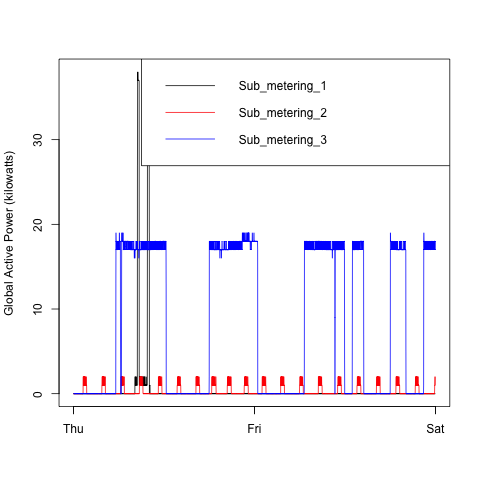 Sub_metering_1
Sub_metering_2
Sub_metering_3
Global Active Power (kilowatts)
30
20
10
0
Thu Fri Sat